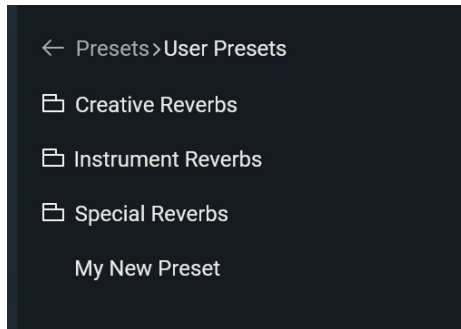 ← Presets>User Presets
Creative Reverbs
Instrument Reverbs
Special Reverbs
My New Preset